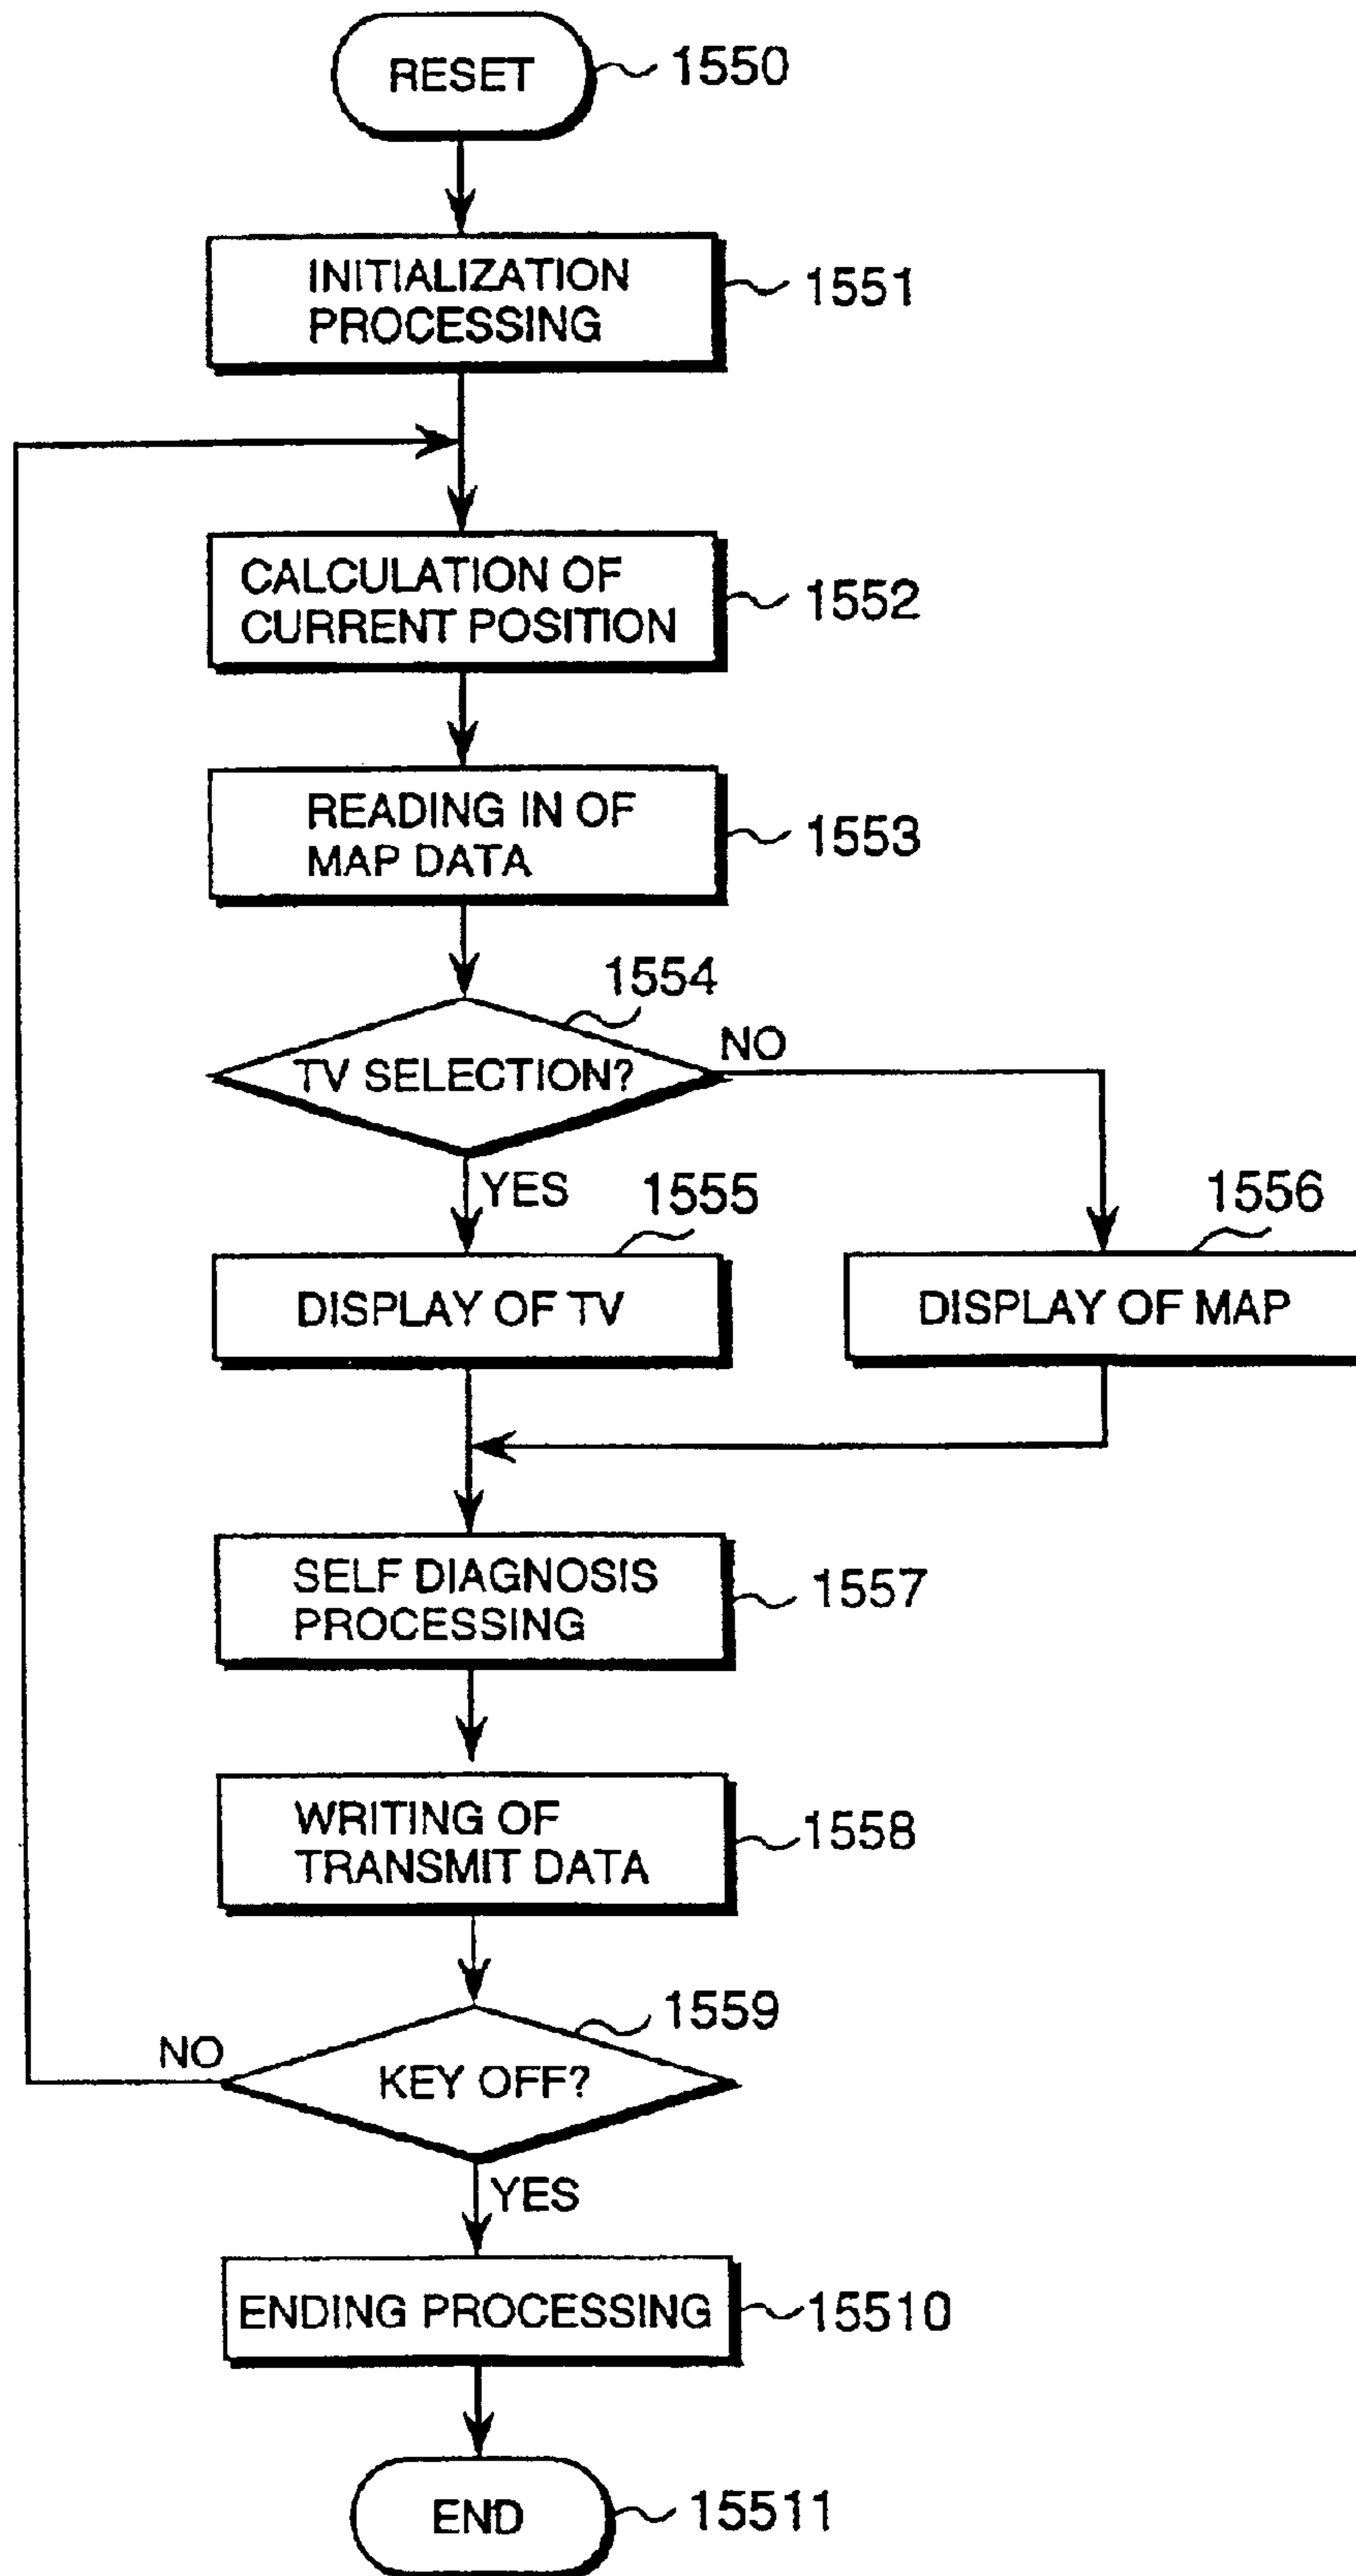 RESET
1550
INITIALIZATION
PROCESSING
1551
CALCULATION OF
CURRENT POSITION
1552
READING IN OF
MAP DATA
1553
1554
TV SELECTION?
NO
YES
1555
1556
DISPLAY OF TV
DISPLAY OF MAP
SELF DIAGNOSIS
PROCESSING
1557
WRITING OF
TRANSMIT DATA
1558
1559
NO
KEY OFF?
YES
ENDING PROCESSING
15510
END
15511